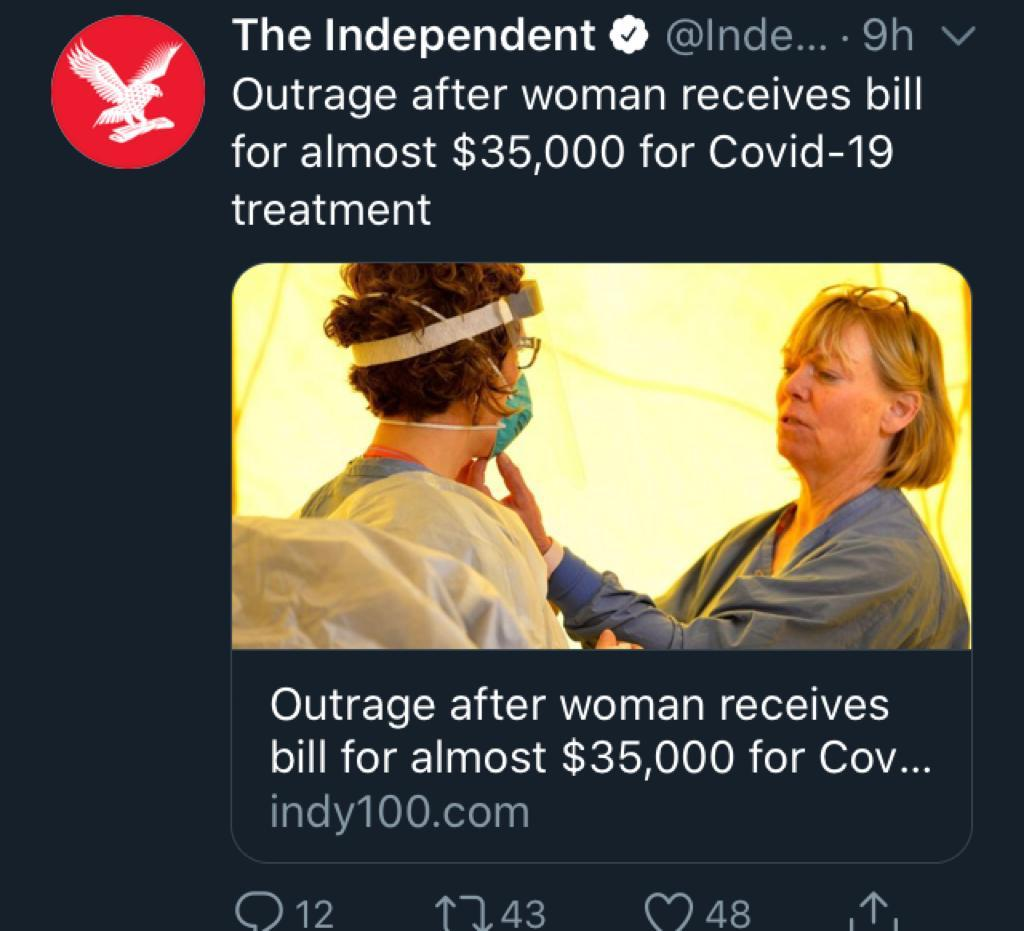 The Independent @Inde... · 9h
Outrage after woman receives bill
for almost $35,000 for Covid-19
treatment
Outrage after woman receives
bill for almost $35,000 for Cov...
indy100.com
12 43 48